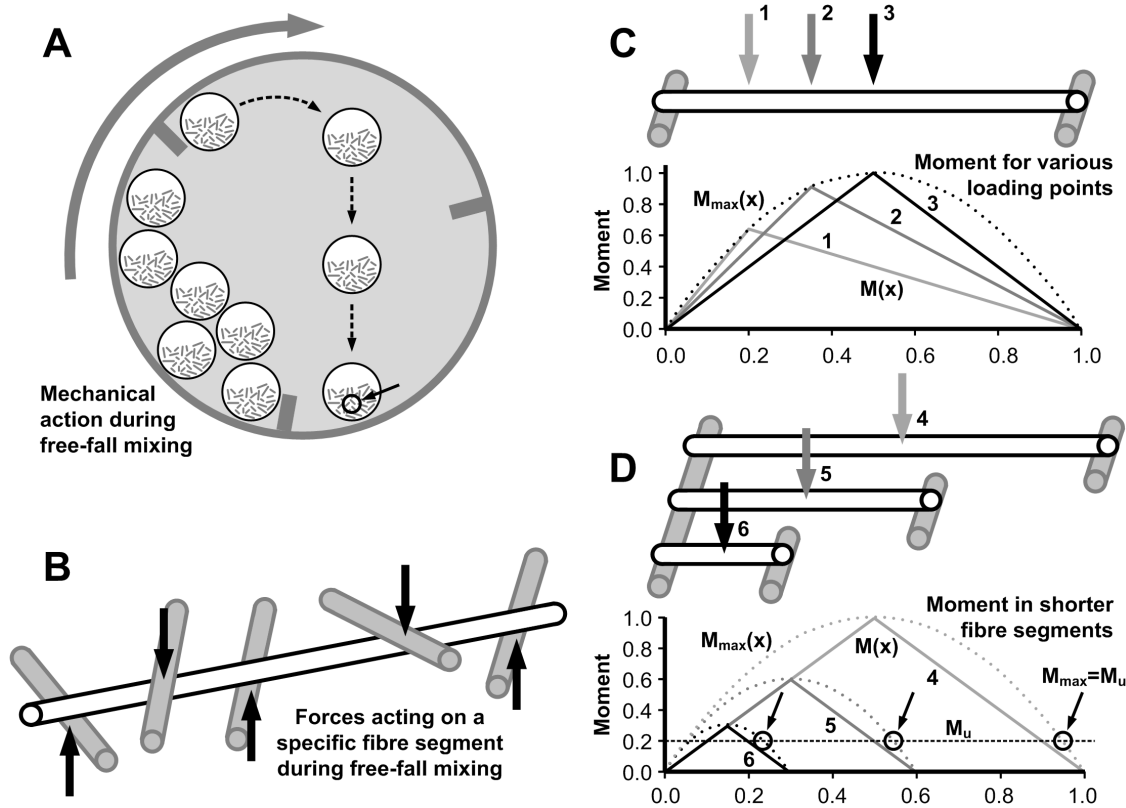 A
Mechanical
action during
free-fall mixing
B
Forces acting on a
specific fibre segment
during free-fall mixing
C
1
2
3
Moment for various
loading points
Mmax(x)
1
2
3
M(x)
Moment
1.0
0.8
0.6
0.4
0.2
0.0
0.0 0.2 0.4 0.6 0.8 1.0
D
4
5
6
Moment in shorter
fibre segments
Mmax(x)
M(x)
4
Mmax=Mu
5
Mu
6
Moment
1.0
0.8
0.6
0.4
0.2
0.0
0.0 0.2 0.4 0.6 0.8 1.0